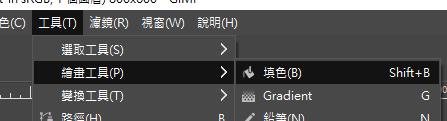 in sRGB, 1 個圖層) 800x600 – GIMP
色(C) 工具(T) 濾鏡(R) 視窗(W) 說明(H)
選取工具(S)
繪畫工具(P) 填色(B) Shift+B
變換工具(T) Gradient G
路徑(H) B 鉛筆(N) N